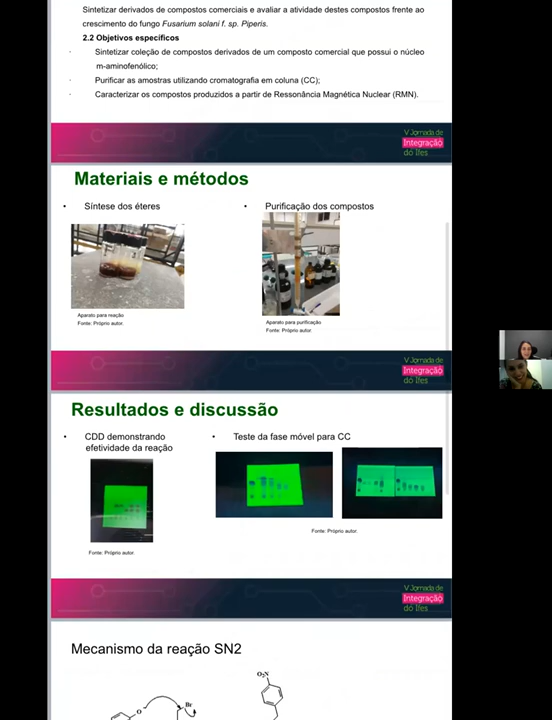 Sintetizar derivados de compostos comerciais e avaliar a atividade destes compostos frente ao
crescimento do fungo Fusarium solani f. sp. Piperis.
2.2 Objetivos específicos
· Sintetizar coleção de compostos derivados de um composto comercial que possui o núcleo
m-aminofenólico;
· Purificar as amostras utilizando cromatografia em coluna (CC);
· Caracterizar os compostos produzidos a partir de Ressonância Magnética Nuclear (RMN).
V Jornada de
Integração
do Ifes
Materiais e métodos
• Síntese dos éteres
• Purificação dos compostos
Aparato para reação
Fonte: Próprio autor.
Aparato para purificação
Fonte: Próprio autor.
V Jornada de
Integração
do Ifes
Resultados e discussão
• CDD demonstrando
efetividade da reação
• Teste da fase móvel para CC
Fonte: Próprio autor.
Fonte: Próprio autor.
V Jornada de
Integração
do Ifes
Mecanismo da reação SN2
O₂N
Br
O